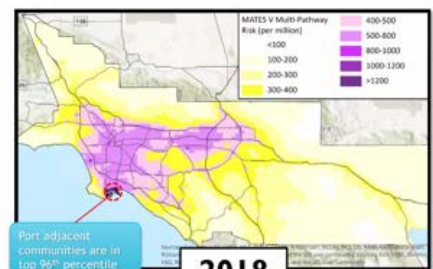 MATES V Multi-Pathway
Risk (per million)
<100
100-200
200-300
300-400
400-500
500-800
800-1000
1000-1200
>1200
Port adjacent
communities are in
top 96th percentile
2018